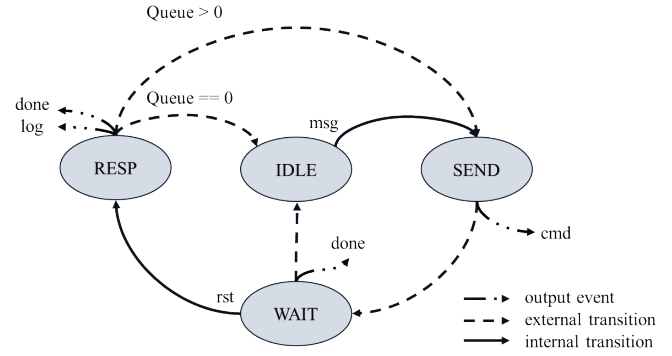 Queue > 0
done
log
Queue == 0
msg
RESP
IDLE
SEND
done
cmd
rst
WAIT
output event
external transition
internal transition